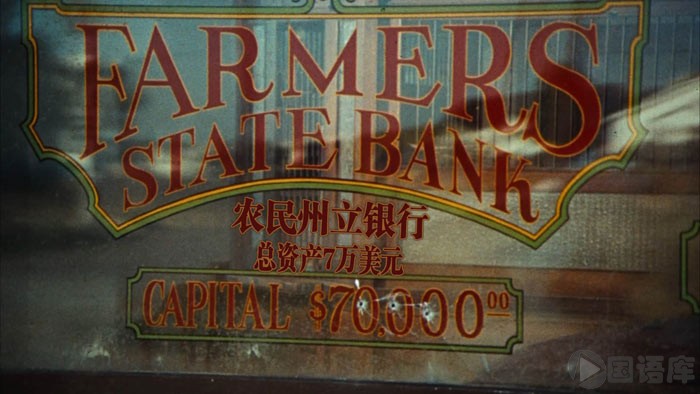 FARMERS
STATE BANK
农民州立银行
总资产7万美元
CAPITAL $70,000 00
国语库